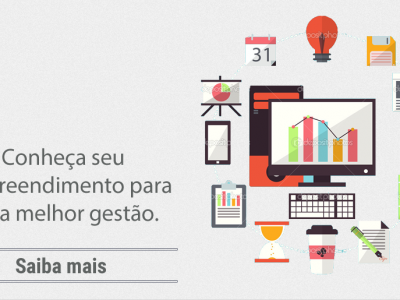 31
Conheça seu
reendimento para
a melhor gestão.
Saiba mais